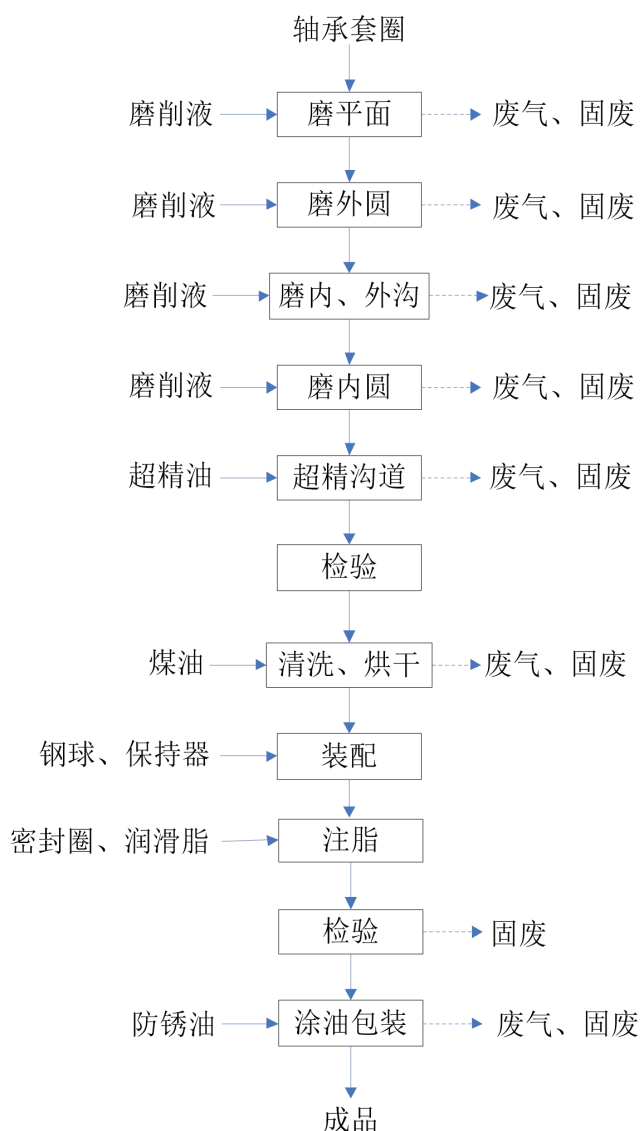 轴承套圈
磨削液 磨平面 废气、固废
磨削液 磨外圆 废气、固废
磨削液 磨内、外沟 废气、固废
磨削液 磨内圆 废气、固废
超精油 超精沟道 废气、固废
检验
煤油 清洗、烘干 废气、固废
钢球、保持器 装配
密封圈、润滑脂 注脂
检验 固废
防锈油 涂油包装 废气、固废
成品